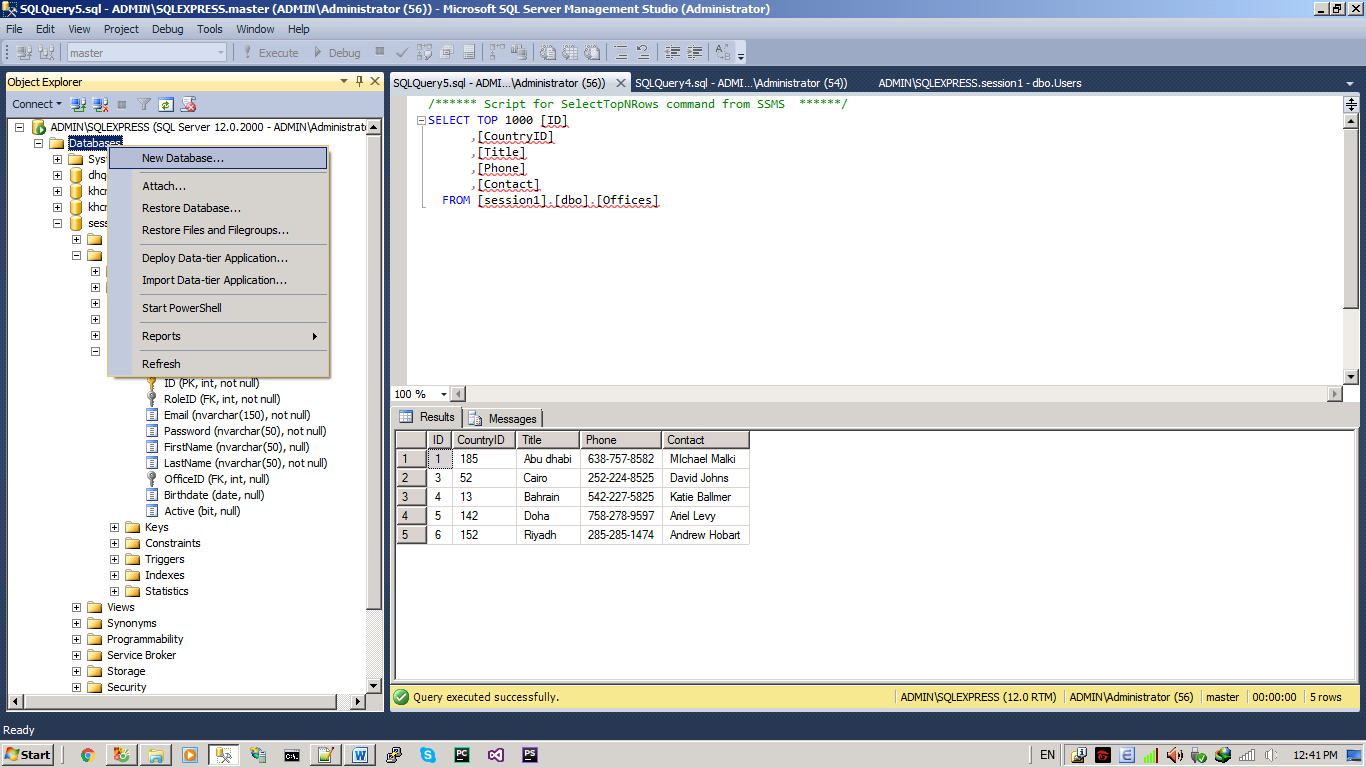 SQLQuery5.sql - ADMIN\SQLEXPRESS.master (ADMIN\Administrator (56)) - Microsoft SQL Server Management Studio (Administrator)
File Edit View Project Debug Tools Window Help
master Execute Debug
Object Explorer
Connect
ADMIN\SQLEXPRESS (SQL Server 12.0.2000 - ADMIN\Administrat
Databases
Sys
dhq
khcr
khcr
ses
New Database...
Attach...
Restore Database...
Restore Files and Filegroups...
Deploy Data-tier Application...
Import Data-tier Application...
Start PowerShell
Reports
Refresh
ID (PK, int, not null)
RoleID (FK, int, not null)
Email (nvarchar(150), not null)
Password (nvarchar(50), not null)
FirstName (nvarchar(50), null)
LastName (nvarchar(50), not null)
OfficeID (FK, int, null)
Birthdate (date, null)
Active (bit, null)
Keys
Constraints
Triggers
Indexes
Statistics
Views
Synonyms
Programmability
Service Broker
Storage
Security
SQLQuery5.sql - ADMI...\Administrator (56)) SQLQuery4.sql - ADMI...\Administrator (54)) ADMIN\SQLEXPRESS.session1 - dbo.Users
/****** Script for SelectTopNRows command from SSMS ******/
SELECT TOP 1000 [ID]
,[CountryID]
,[Title]
,[Phone]
,[Contact]
FROM [session1].[dbo].[Offices]
100 %
Results Messages
ID CountryID Title Phone Contact
1 1 185 Abu dhabi 638-757-8582 MIchael Malki
2 3 52 Cairo 252-224-8525 David Johns
3 4 13 Bahrain 542-227-5825 Katie Ballmer
4 5 142 Doha 758-278-9597 Ariel Levy
5 6 152 Riyadh 285-285-1474 Andrew Hobart
Query executed successfully. ADMIN\SQLEXPRESS (12.0 RTM) ADMIN\Administrator (56) master 00:00:00 5 rows
Ready
Start EN 12:41 PM